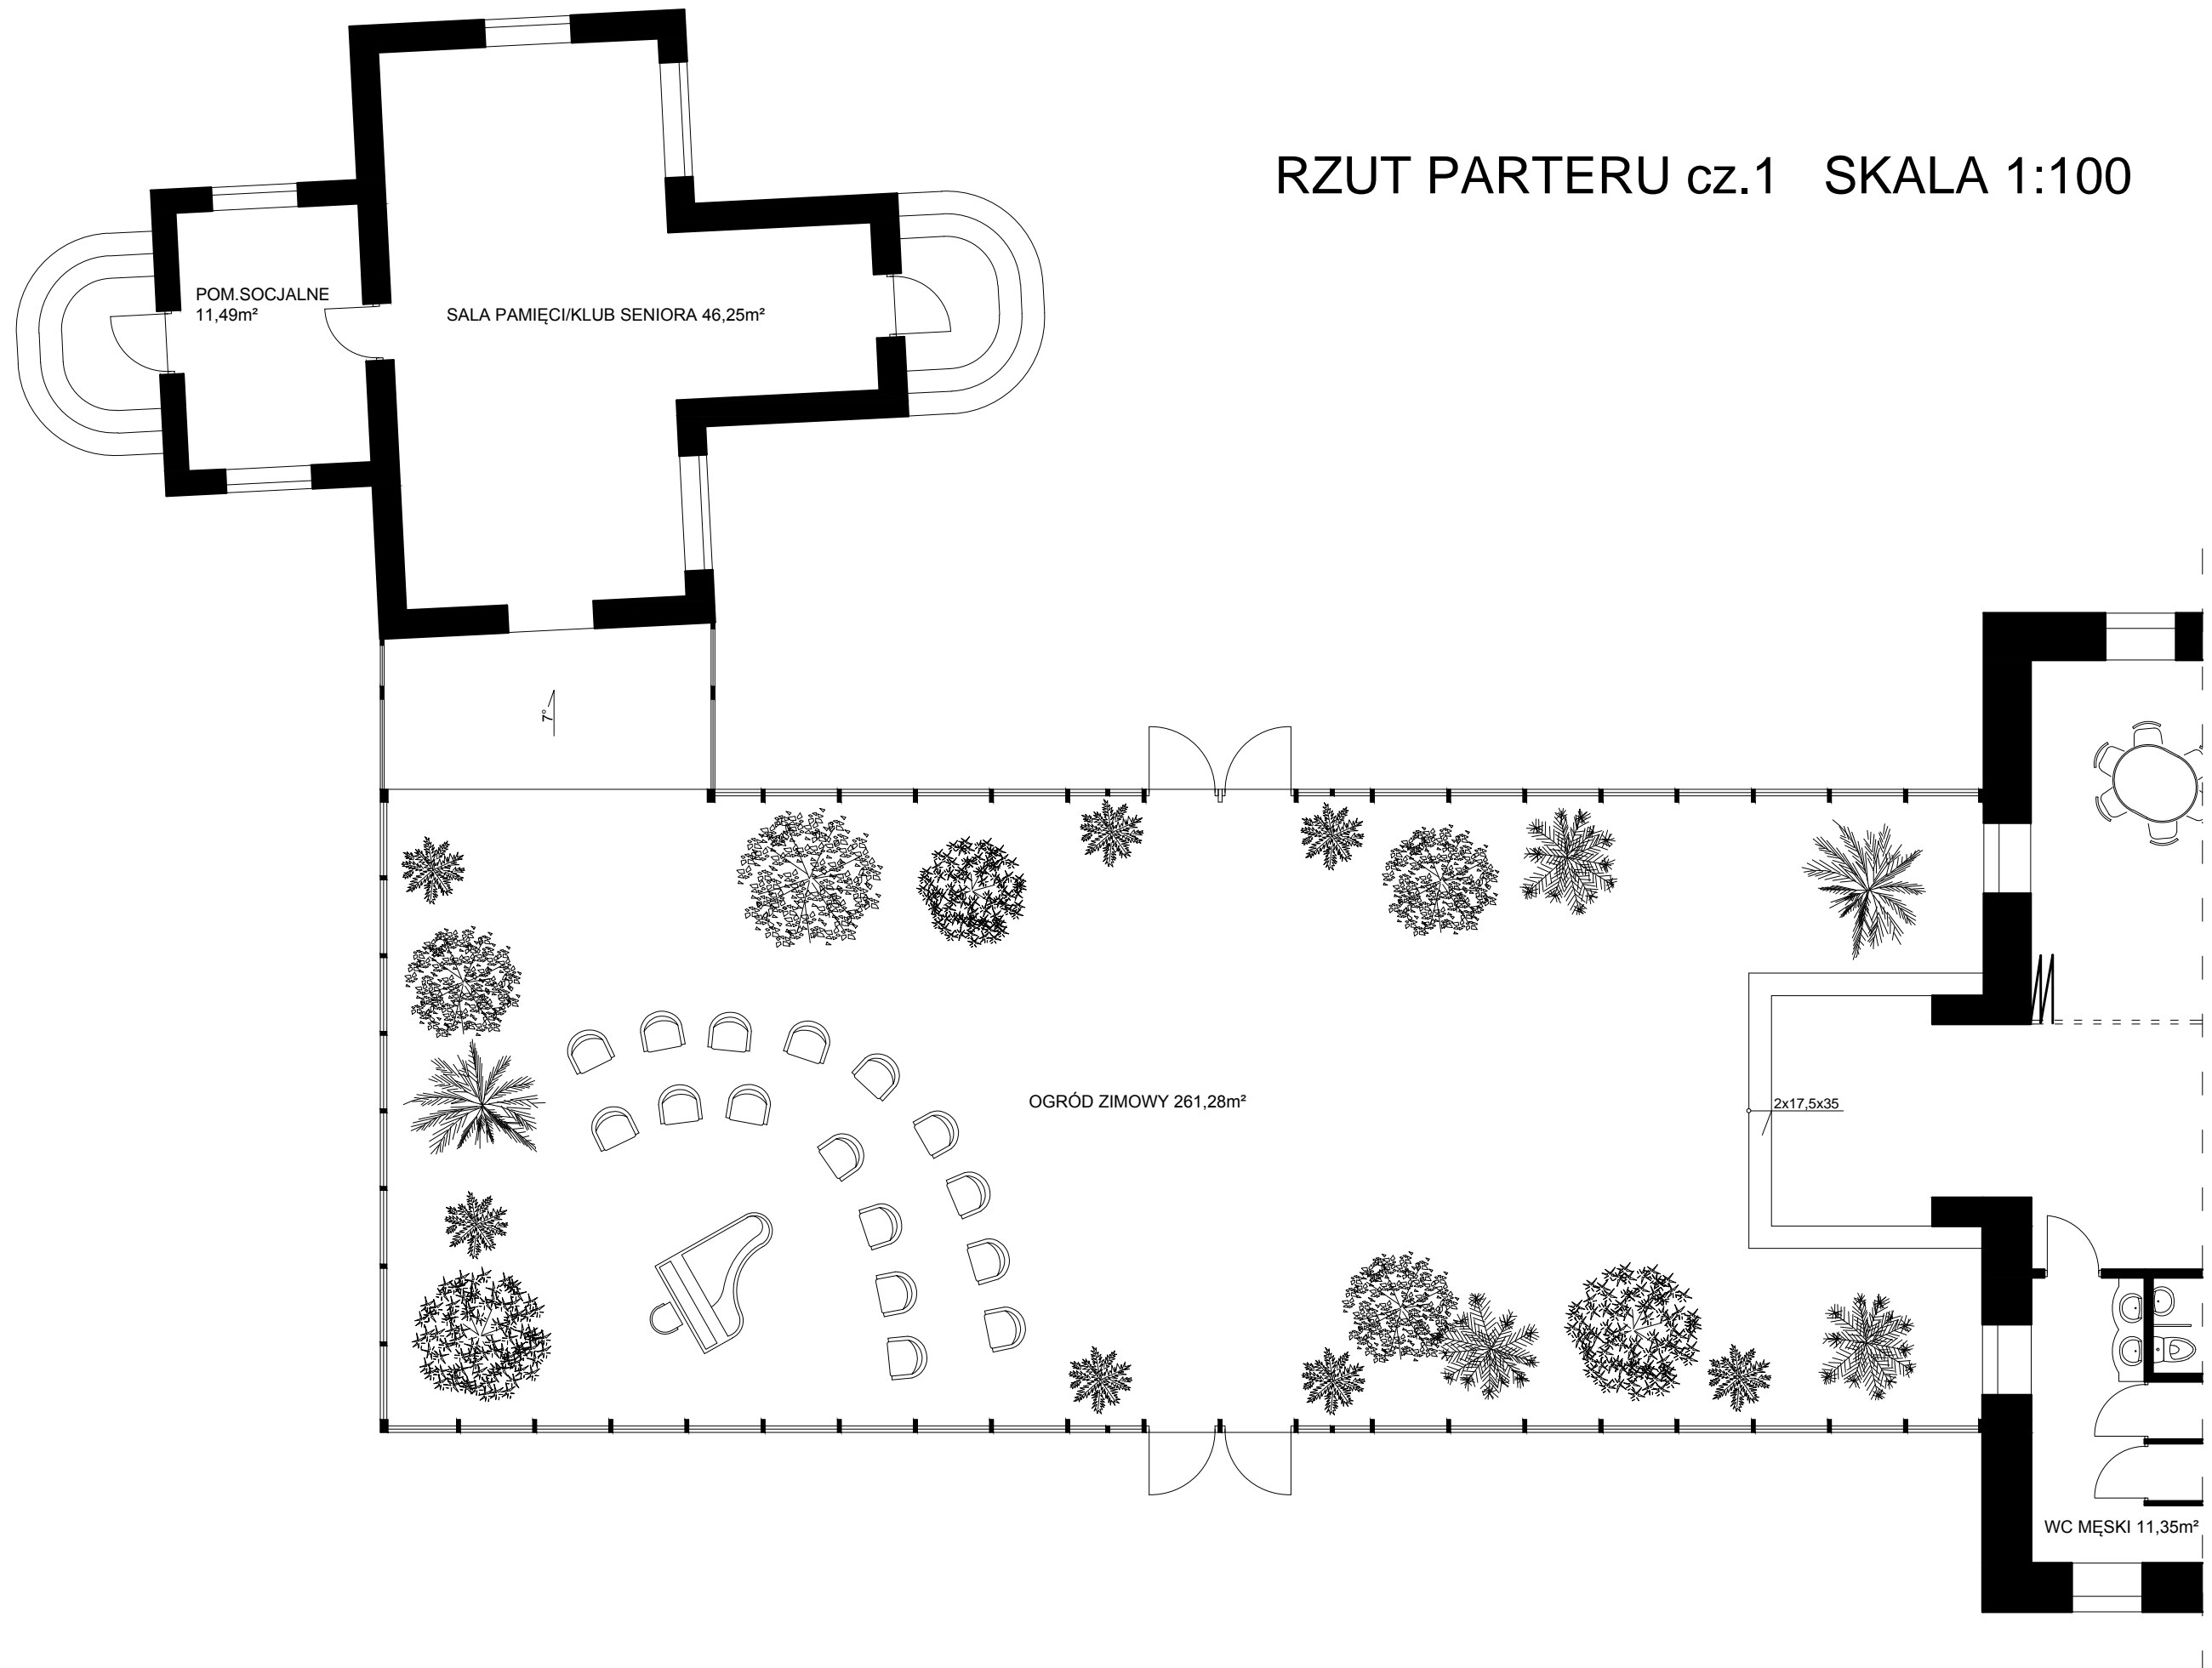 RZUT PARTERU cz.1 SKALA 1:100
POM.SOCJALNE
11,49m²
SALA PAMIĘCI/KLUB SENIORA 46,25m²
7°
OGRÓD ZIMOWY 261,28m²
2x17,5x35
WC MĘSKI 11,35m²